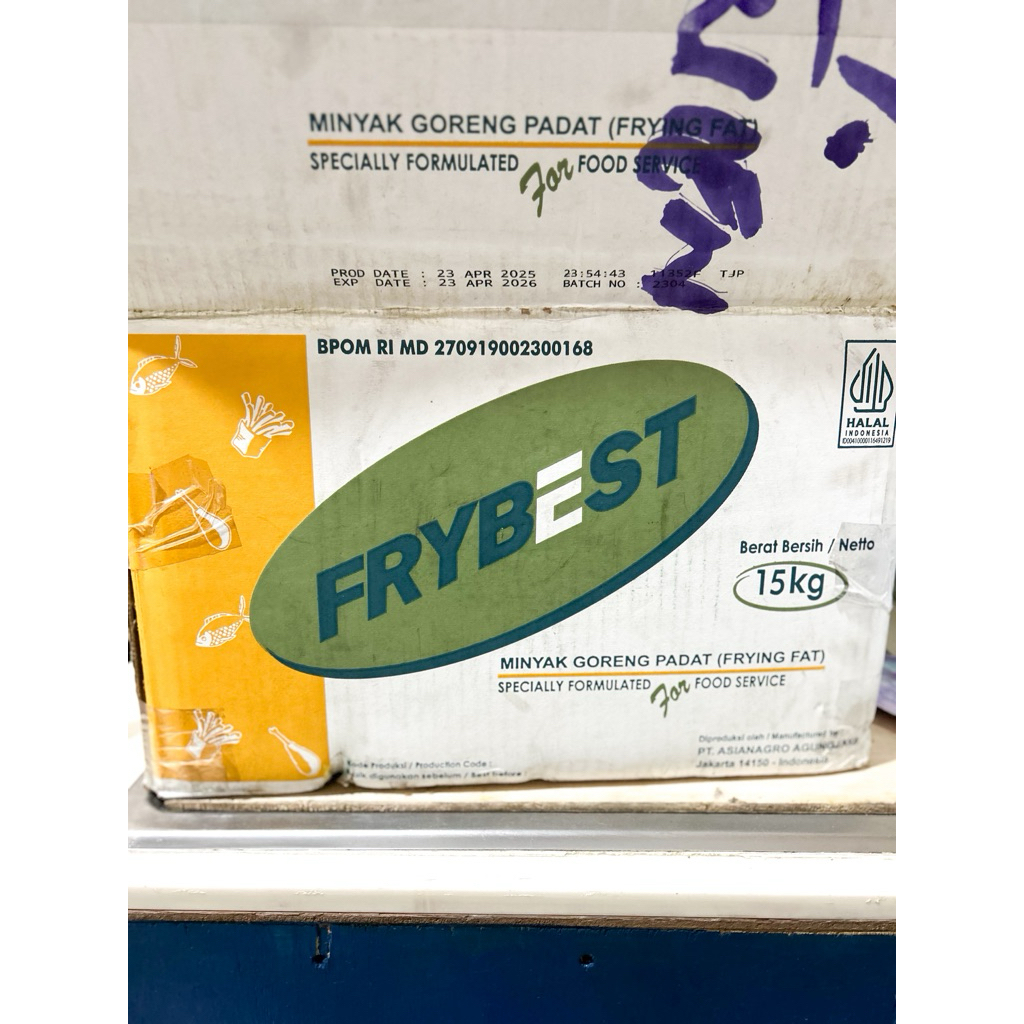 MINYAK GORENG PADAT (FRYING FAT)
SPECIALLY FORMULATED For FOOD SERVICE
PROD DATE : 23 APR 2025 23:54:43 11352F TJP
EXP DATE : 23 APR 2026 BATCH NO : 2304
BPOM RI MD 270919002300168
HALAL
INDONESIA
ID00410000116491219
FRYBEST
Berat Bersih / Netto
15kg
MINYAK GORENG PADAT (FRYING FAT)
SPECIALLY FORMULATED For FOOD SERVICE
Diproduksi oleh / Manufactured by
PT. ASIANAGRO AGUNGJAYA
Jakarta 14150 - Indonesia
Kode Produksi / Production Code :
Baik digunakan sebelum / Best Before :